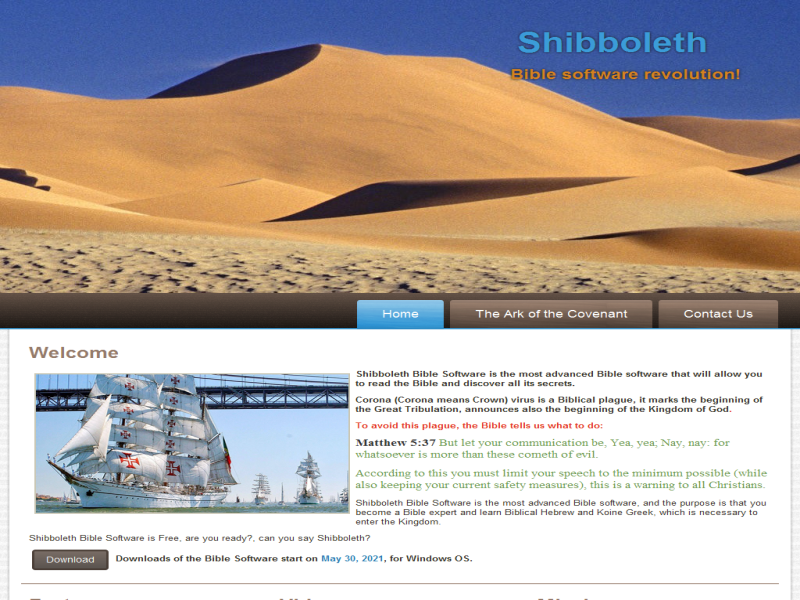 Shibboleth
Bible software revolution!
Home
The Ark of the Covenant
Contact Us
Welcome
Shibboleth Bible Software is the most advanced Bible software that will allow you
to read the Bible and discover all its secrets.
Corona (Corona means Crown) virus is a Biblical plague, it marks the beginning of
the Great Tribulation, announces also the beginning of the Kingdom of God.
To avoid this plague, the Bible tells us what to do:
Matthew 5:37 But let your communication be, Yea, yea; Nay, nay: for
whatsoever is more than these cometh of evil.
According to this you must limit your speech to the minimum possible (while
also keeping your current safety measures), this is a warning to all Christians.
Shibboleth Bible Software is the most advanced Bible software, and the purpose is that you
become a Bible expert and learn Biblical Hebrew and Koine Greek, which is necessary to
enter the Kingdom.
Shibboleth Bible Software is Free, are you ready?, can you say Shibboleth?
Download
Downloads of the Bible Software start on May 30, 2021, for Windows OS.